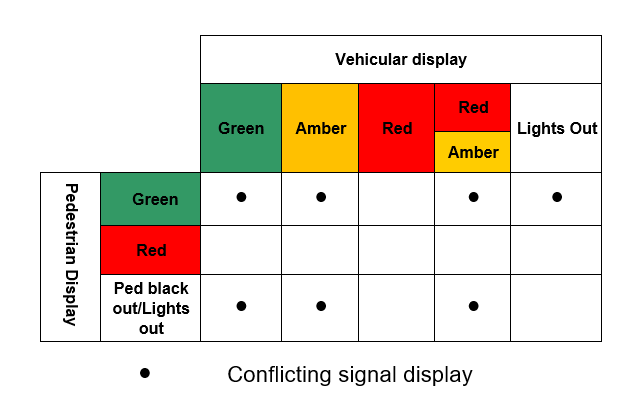 Vehicular display
Green
Amber
Red
Red
Amber
Lights Out
Pedestrian Display
Green
Red
Ped black
out/Lights
out
Conflicting signal display